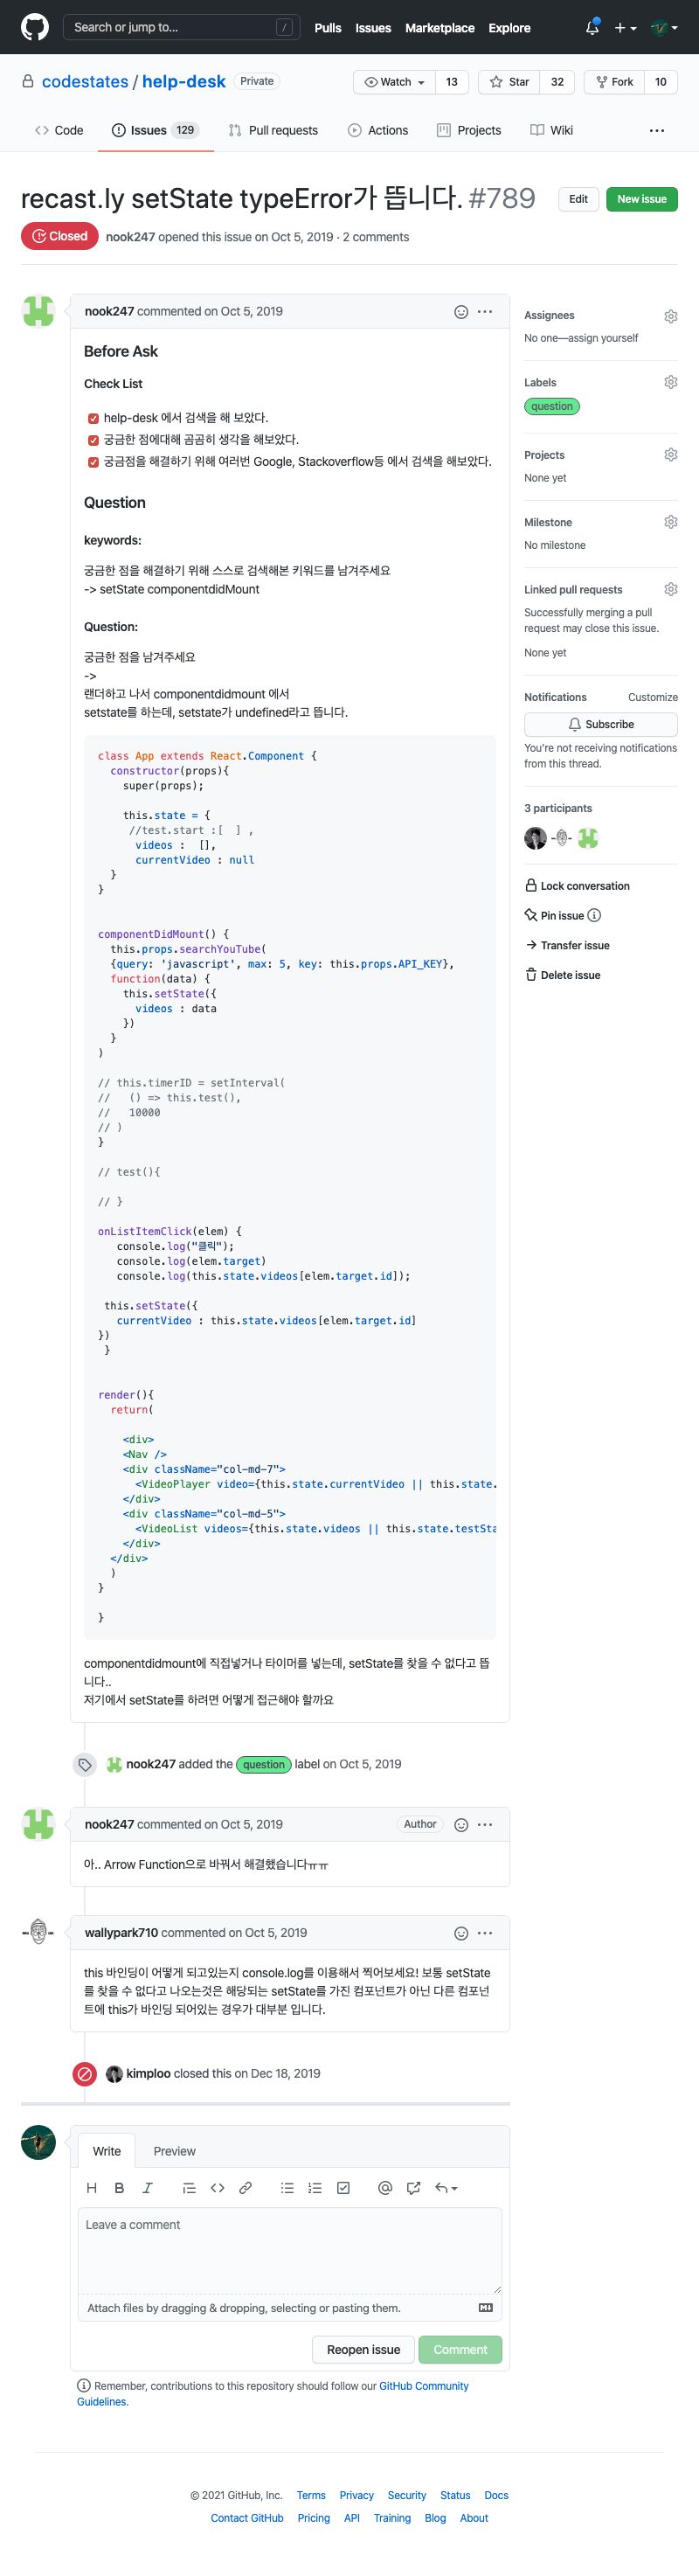 Search or jump to... /
Pulls Issues Marketplace Explore
codestates / help-desk Private
Watch 13 Star 32 Fork 10
Code Issues 129 Pull requests Actions Projects Wiki
recast.ly setState typeError가 뜹니다. #789
Edit New issue
Closed nook247 opened this issue on Oct 5, 2019 · 2 comments
nook247 commented on Oct 5, 2019
Before Ask
Check List
help-desk 에서 검색을 해 보았다.
궁금한 점에대해 곰곰히 생각을 해보았다.
궁금점을 해결하기 위해 여러번 Google, Stackoverflow등 에서 검색을 해보았다.
Question
keywords:
궁금한 점을 해결하기 위해 스스로 검색해본 키워드를 남겨주세요
-> setState componentdidMount
Question:
궁금한 점을 남겨주세요
->
랜더하고 나서 componentdidmount 에서
setstate를 하는데, setstate가 undefined라고 뜹니다.
class App extends React.Component {
constructor(props){
super(props);
this.state = {
//test.start :[  ] ,
videos :  [],
currentVideo : null
}
}
componentDidMount() {
this.props.searchYouTube(
{query: 'javascript', max: 5, key: this.props.API_KEY},
function(data) {
this.setState({
videos : data
})
}
)
// this.timerID = setInterval(
//   () => this.test(),
//   10000
// )
}
// test(){
// }
onListItemClick(elem) {
console.log("클릭");
console.log(elem.target)
console.log(this.state.videos[elem.target.id]);
this.setState({
currentVideo : this.state.videos[elem.target.id]
})
}
render(){
return(
<div>
<Nav />
<div className="col-md-7">
<VideoPlayer video={this.state.currentVideo || this.state.
</div>
<div className="col-md-5">
<VideoList videos={this.state.videos || this.state.testSta
</div>
</div>
)
}
}
componentdidmount에 직접넣거나 타이머를 넣는데, setState를 찾을 수 없다고 뜹
니다..
저기에서 setState를 하려면 어떻게 접근해야 할까요
nook247 added the question label on Oct 5, 2019
nook247 commented on Oct 5, 2019 Author
아.. Arrow Function으로 바꿔서 해결했습니다ㅠㅠ
wallypark710 commented on Oct 5, 2019
this 바인딩이 어떻게 되고있는지 console.log를 이용해서 찍어보세요! 보통 setState
를 찾을 수 없다고 나오는것은 해당되는 setState를 가진 컴포넌트가 아닌 다른 컴포넌
트에 this가 바인딩 되어있는 경우가 대부분 입니다.
kimploo closed this on Dec 18, 2019
Write Preview
Leave a comment
Attach files by dragging & dropping, selecting or pasting them.
Reopen issue Comment
Remember, contributions to this repository should follow our GitHub Community
Guidelines.
Assignees
No one—assign yourself
Labels
question
Projects
None yet
Milestone
No milestone
Linked pull requests
Successfully merging a pull
request may close this issue.
None yet
Notifications Customize
Subscribe
You're not receiving notifications
from this thread.
3 participants
Lock conversation
Pin issue
Transfer issue
Delete issue
© 2021 GitHub, Inc. Terms Privacy Security Status Docs
Contact GitHub Pricing API Training Blog About